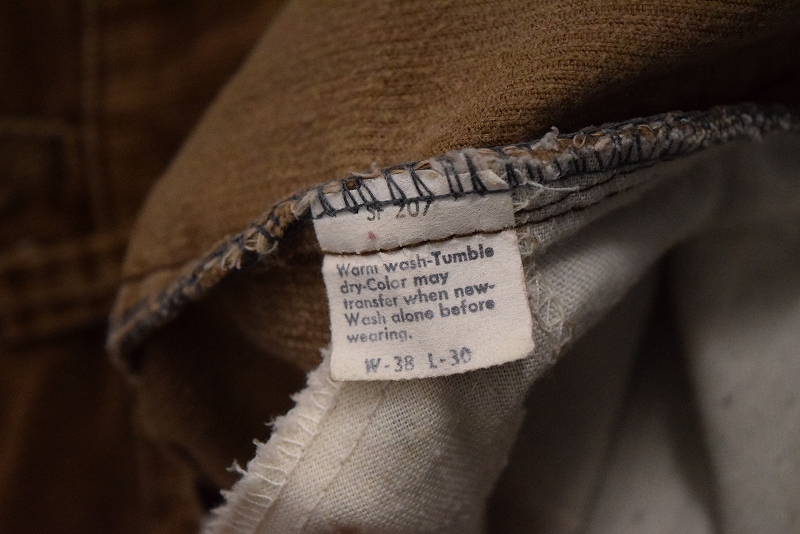 SF 207
Warm wash-Tumble
dry-Color may
transfer when new-
Wash alone before
wearing.
W-38 L-30